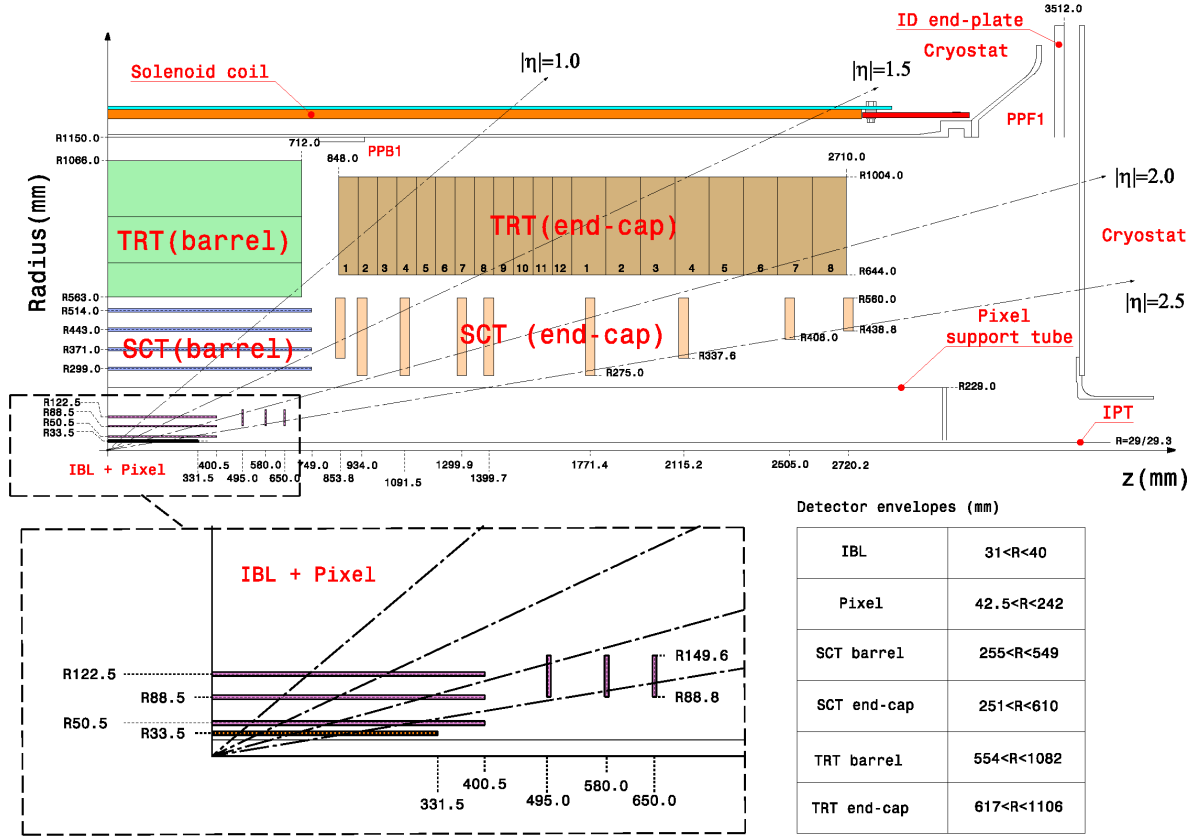 3512.0
ID end-plate
Cryostat
|η|=1.0
|η|=1.5
Solenoid coil
PPF1
R1150.0
712.0
PPB1
R1066.0
848.0
2710.0
R1004.0
|η|=2.0
Radius(mm)
TRT(barrel)
TRT(end-cap)
Cryostat
1 2 3 4 5 6 7 8 9 10 11 12 1 2 3 4 5 6 7 8
R644.0
R563.0
R560.0
|η|=2.5
R514.0
R443.0
SCT(barrel)
SCT (end-cap)
R438.8
R408.0
Pixel
support tube
R371.0
R337.6
R299.0
R275.0
R229.0
R122.5
R88.5
R50.5
R33.5
IPT
R=29/29.3
IBL + Pixel
400.5
580.0
749.0
934.0
1299.9
1771.4
2115.2
2505.0
2720.2
331.5
495.0
650.0
853.8
1091.5
1399.7
z(mm)
Detector envelopes (mm)
IBL 31<R<40
Pixel 42.5<R<242
SCT barrel 255<R<549
SCT end-cap 251<R<610
TRT barrel 554<R<1082
TRT end-cap 617<R<1106
IBL + Pixel
R149.6
R122.5
R88.5
R88.8
R50.5
R33.5
400.5
580.0
331.5
495.0
650.0